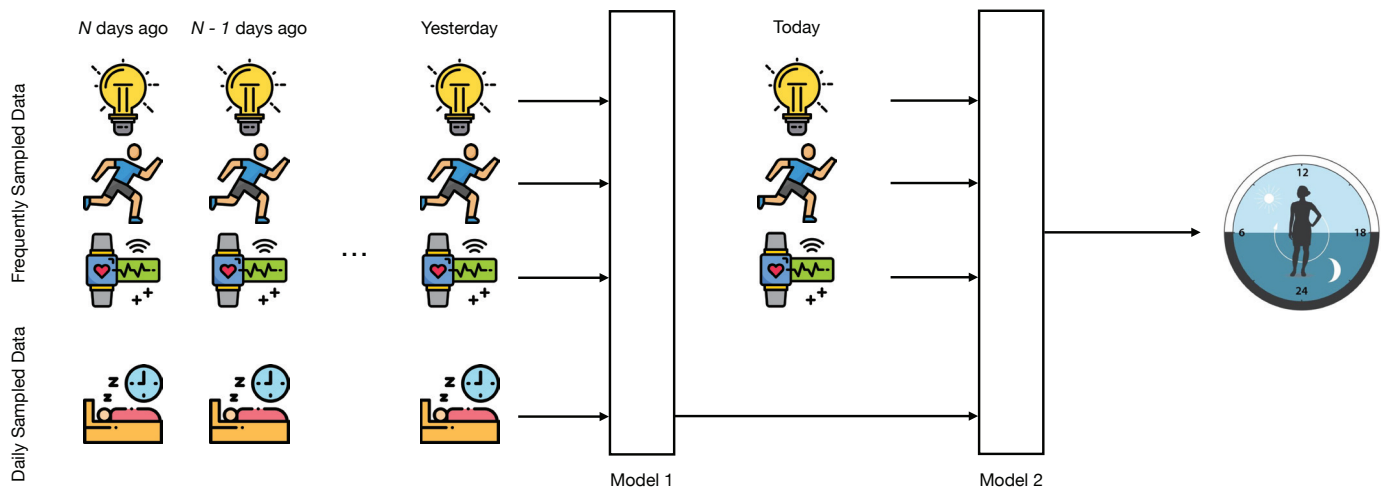 N days ago
N - 1 days ago
Yesterday
Today
Frequently Sampled Data
...
Daily Sampled Data
z
z
z
z
z
z
Model 1
Model 2
12
6
18
24